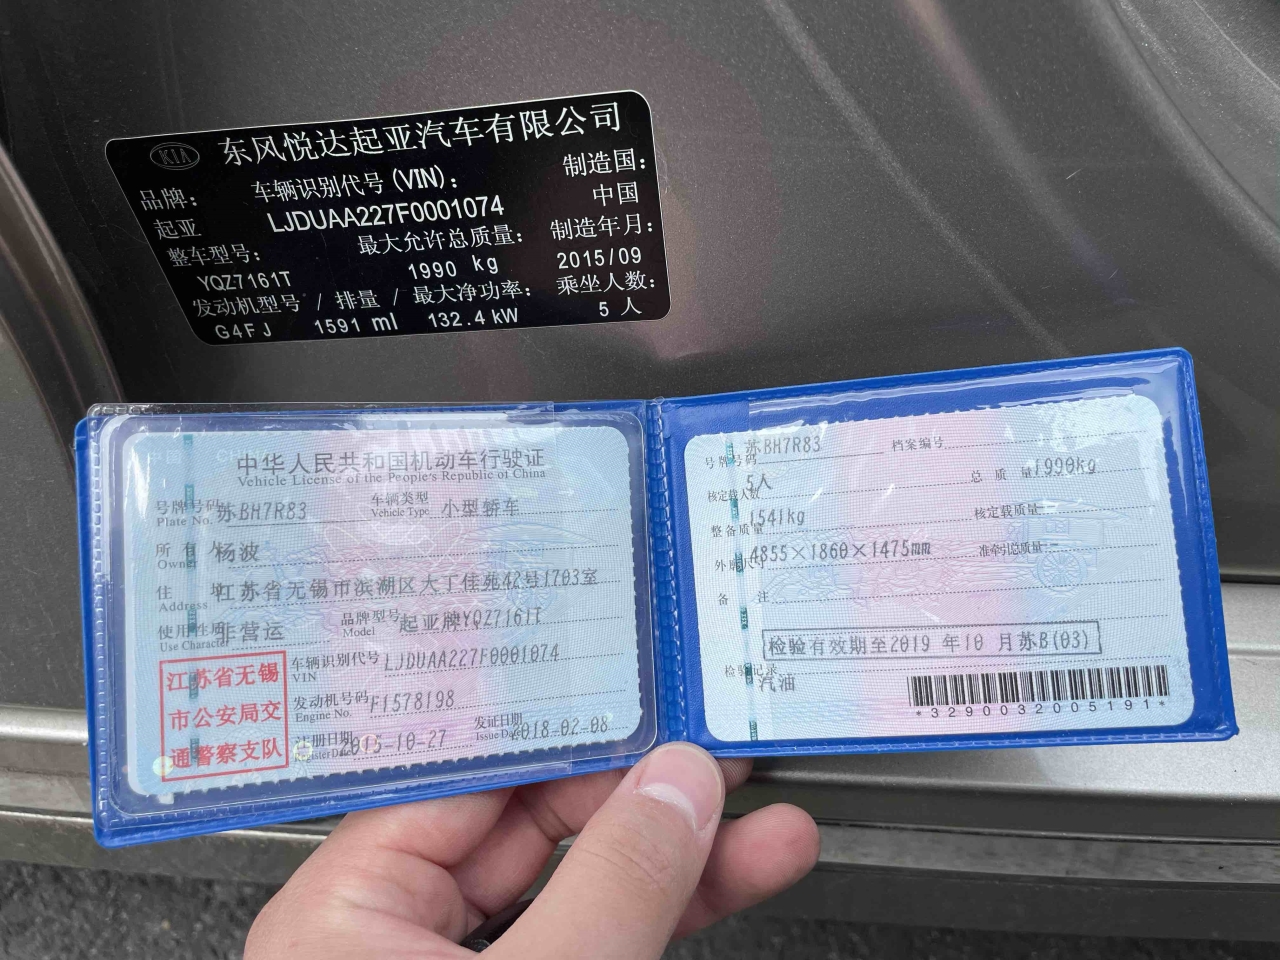 KIA 东风悦达起亚汽车有限公司
品牌： 车辆识别代号 (VIN)： 制造国：
起亚 LJDUAA227F0001074 中国
整车型号： 最大允许总质量： 制造年月：
YQZ7161T 1990 kg 2015/09
发动机型号 / 排量 / 最大净功率： 乘坐人数：
G4FJ 1591 ml 132.4 kW 5 人
中华人民共和国机动车行驶证
Vehicle License of the People's Republic of China
号牌号码 苏BH7R83 车辆类型 小型轿车
Plate No. Vehicle Type
所有人 杨波
Owner
住 江苏省无锡市滨湖区大丁佳苑42号1703室
Address
使用性质 非营运 品牌型号 起亚牌YQZ7161T
Use Character Model
江苏省无锡
市公安局交
通警察支队
车辆识别代号 LJDUAA227F0001074
VIN
发动机号码 F1578198
Engine No.
注册日期 2015-10-27 发证日期 2018-02-08
Register Date Issue Date
号牌号码 苏BH7R83 档案编号
核定载人数 5人 总质量 1990kg
整备质量 1541kg 核定载质量
外廓尺寸 4855×1860×1475mm 准牵引总质量
备注
检验有效期至2019 年10 月苏B(03)
检验记录
汽油
*3290032005191*